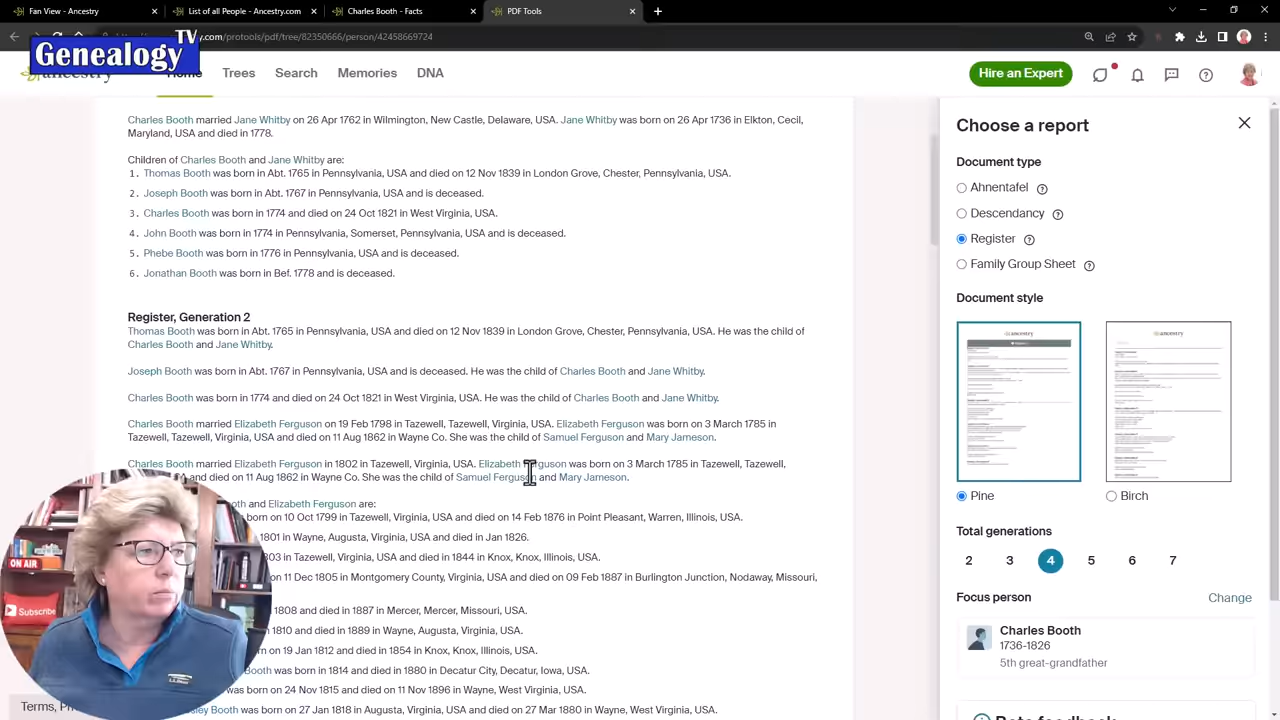 Fan View - Ancestry
List of all People - Ancestry.com
Charles Booth - Facts
PDF Tools
.com/protools/pdf/tree/82350666/person/42458669724
Genealogy TV
ancestry
Home Trees Search Memories DNA
Hire an Expert
Charles Booth married Jane Whitby on 26 Apr 1762 in Wilmington, New Castle, Delaware, USA. Jane Whitby was born on 26 Apr 1736 in Elkton, Cecil,
Maryland, USA and died in 1778.
Children of Charles Booth and Jane Whitby are:
1. Thomas Booth was born in Abt. 1765 in Pennsylvania, USA and died on 12 Nov 1839 in London Grove, Chester, Pennsylvania, USA.
2. Joseph Booth was born in Abt. 1767 in Pennsylvania, USA and is deceased.
3. Charles Booth was born in 1774 and died on 24 Oct 1821 in West Virginia, USA.
4. John Booth was born in 1774 in Pennsylvania, Somerset, Pennsylvania, USA and is deceased.
5. Phebe Booth was born in 1776 in Pennsylvania, USA and is deceased.
6. Jonathan Booth was born in Bef. 1778 and is deceased.
Register, Generation 2
Thomas Booth was born in Abt. 1765 in Pennsylvania, USA and died on 12 Nov 1839 in London Grove, Chester, Pennsylvania, USA. He was the child of
Charles Booth and Jane Whitby.
Joseph Booth was born in Abt. 1767 in Pennsylvania, USA and is deceased. He was the child of Charles Booth and Jane Whitby.
Charles Booth was born in 1774 and died on 24 Oct 1821 in West Virginia, USA. He was the child of Charles Booth and Jane Whitby.
Charles Booth married Elizabeth Ferguson on 19 Feb 1798 in Tazewell, Tazewell, Virginia, USA. Elizabeth Ferguson was born on 3 March 1785 in
Tazewell, Tazewell, Virginia, USA and died on 11 Aug 1862 in Wayne Co. She was the child of Samuel Ferguson and Mary Jameson.
Charles Booth married Elizabeth Ferguson in 1802 in Tazewell, Virginia, USA. Elizabeth Ferguson was born on 3 March 1785 in Tazewell, Tazewell,
and died on 11 Aug 1862 in Wayne Co. She was the child of Samuel Ferguson and Mary Jameson.
oth and Elizabeth Ferguson are:
born on 10 Oct 1799 in Tazewell, Virginia, USA and died on 14 Feb 1876 in Point Pleasant, Warren, Illinois, USA.
1801 in Wayne, Augusta, Virginia, USA and died in Jan 1826.
803 in Tazewell, Virginia, USA and died in 1844 in Knox, Knox, Illinois, USA.
on 11 Dec 1805 in Montgomery County, Virginia, USA and died on 09 Feb 1887 in Burlington Junction, Nodaway, Missouri,
1808 and died in 1887 in Mercer, Mercer, Missouri, USA.
1810 and died in 1889 in Wayne, Augusta, Virginia, USA.
on 19 Jan 1812 and died in 1854 in Knox, Knox, Illinois, USA.
Booth was born in 1814 and died in 1880 in Decatur City, Decatur, Iowa, USA.
was born on 24 Nov 1815 and died on 11 Nov 1896 in Wayne, West Virginia, USA.
ley Booth was born on 27 Jan 1818 in Augusta, Virginia, USA and died on 27 Mar 1880 in Wayne, West Virginia, USA.
ON AIR
Subscribe
Terms, Pr
Choose a report
Document type
Ahnentafel
Descendancy
Register
Family Group Sheet
Document style
ancestry
ancestry
Pine
Birch
Total generations
2 3 4 5 6 7
Focus person
Change
Charles Booth
1736-1826
5th great-grandfather
Rate feedback